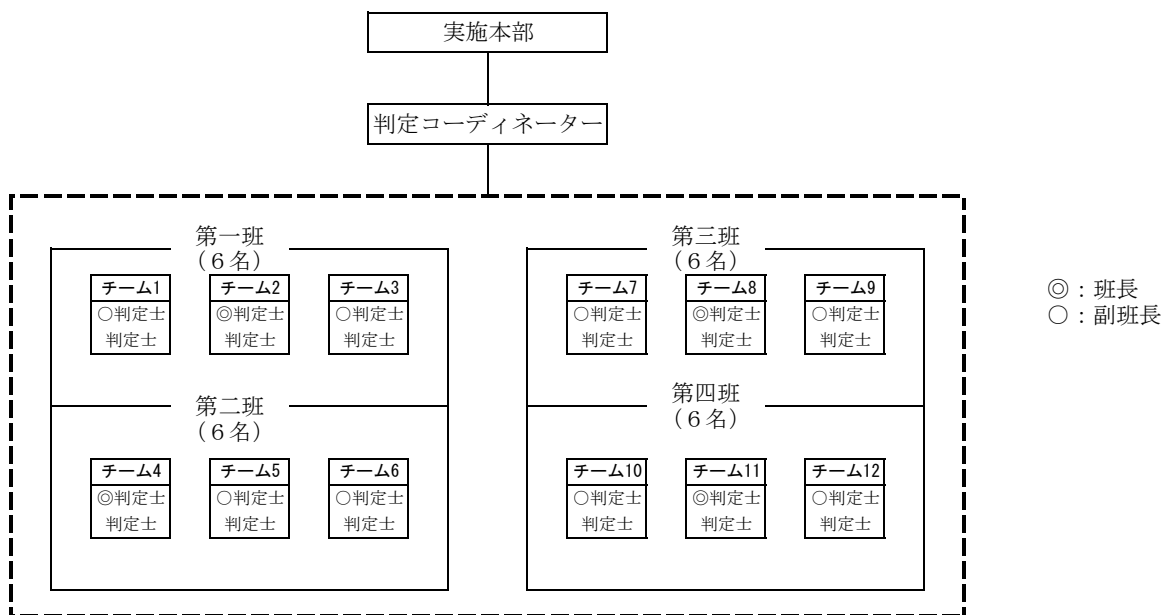 実施本部
判定コーディネーター
第一班
(６名)
チーム1
○判定士
判定士
チーム2
◎判定士
判定士
チーム3
○判定士
判定士
第二班
(６名)
チーム4
◎判定士
判定士
チーム5
○判定士
判定士
チーム6
○判定士
判定士
第三班
(６名)
チーム7
○判定士
判定士
チーム8
◎判定士
判定士
チーム9
○判定士
判定士
第四班
(６名)
チーム10
○判定士
判定士
チーム11
◎判定士
判定士
チーム12
○判定士
判定士
◎：班長
○：副班長